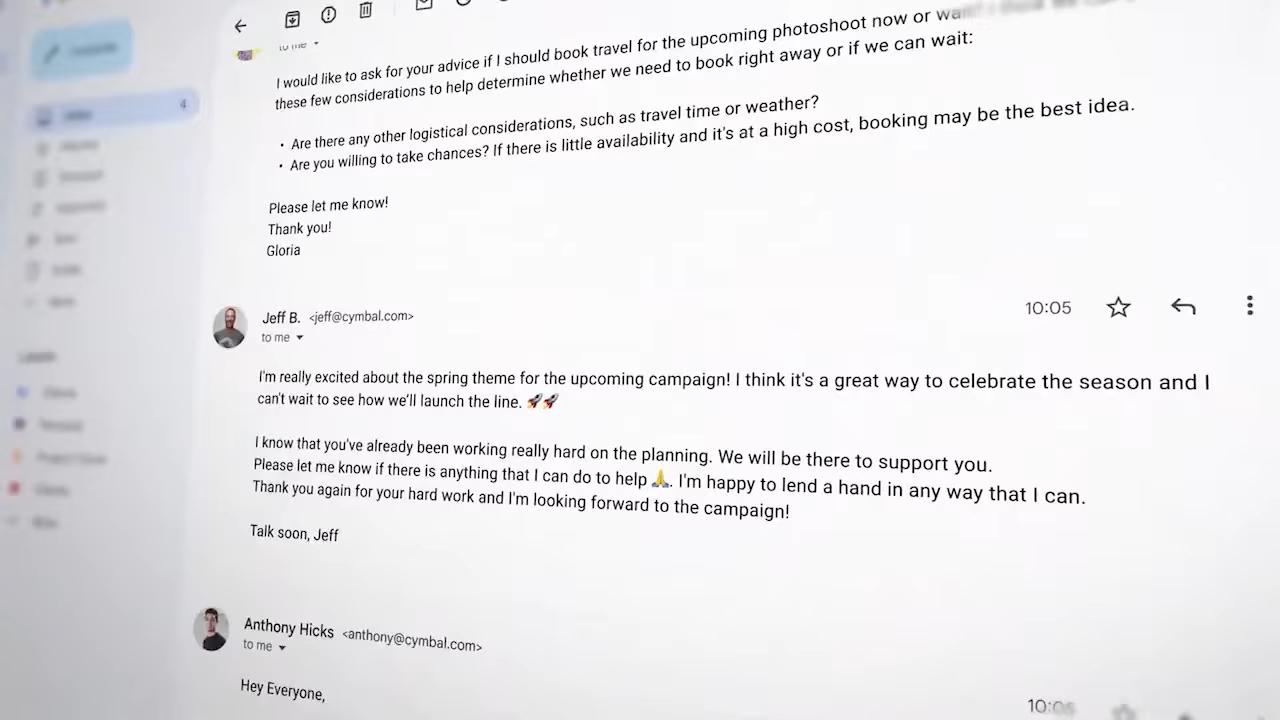 to me
I would like to ask for your advice if I should book travel for the upcoming photoshoot now or wait? I think we can
these few considerations to help determine whether we need to book right away or if we can wait:
• Are there any other logistical considerations, such as travel time or weather?
• Are you willing to take chances? If there is little availability and it's at a high cost, booking may be the best idea.
Please let me know!
Thank you!
Gloria
Jeff B. <jeff@cymbal.com>
10:05
to me
I'm really excited about the spring theme for the upcoming campaign! I think it's a great way to celebrate the season and I
can't wait to see how we'll launch the line. 🚀🚀
I know that you've already been working really hard on the planning. We will be there to support you.
Please let me know if there is anything that I can do to help 🙏. I'm happy to lend a hand in any way that I can.
Thank you again for your hard work and I'm looking forward to the campaign!
Talk soon, Jeff
Anthony Hicks <anthony@cymbal.com>
to me
Hey Everyone,
10:05
4